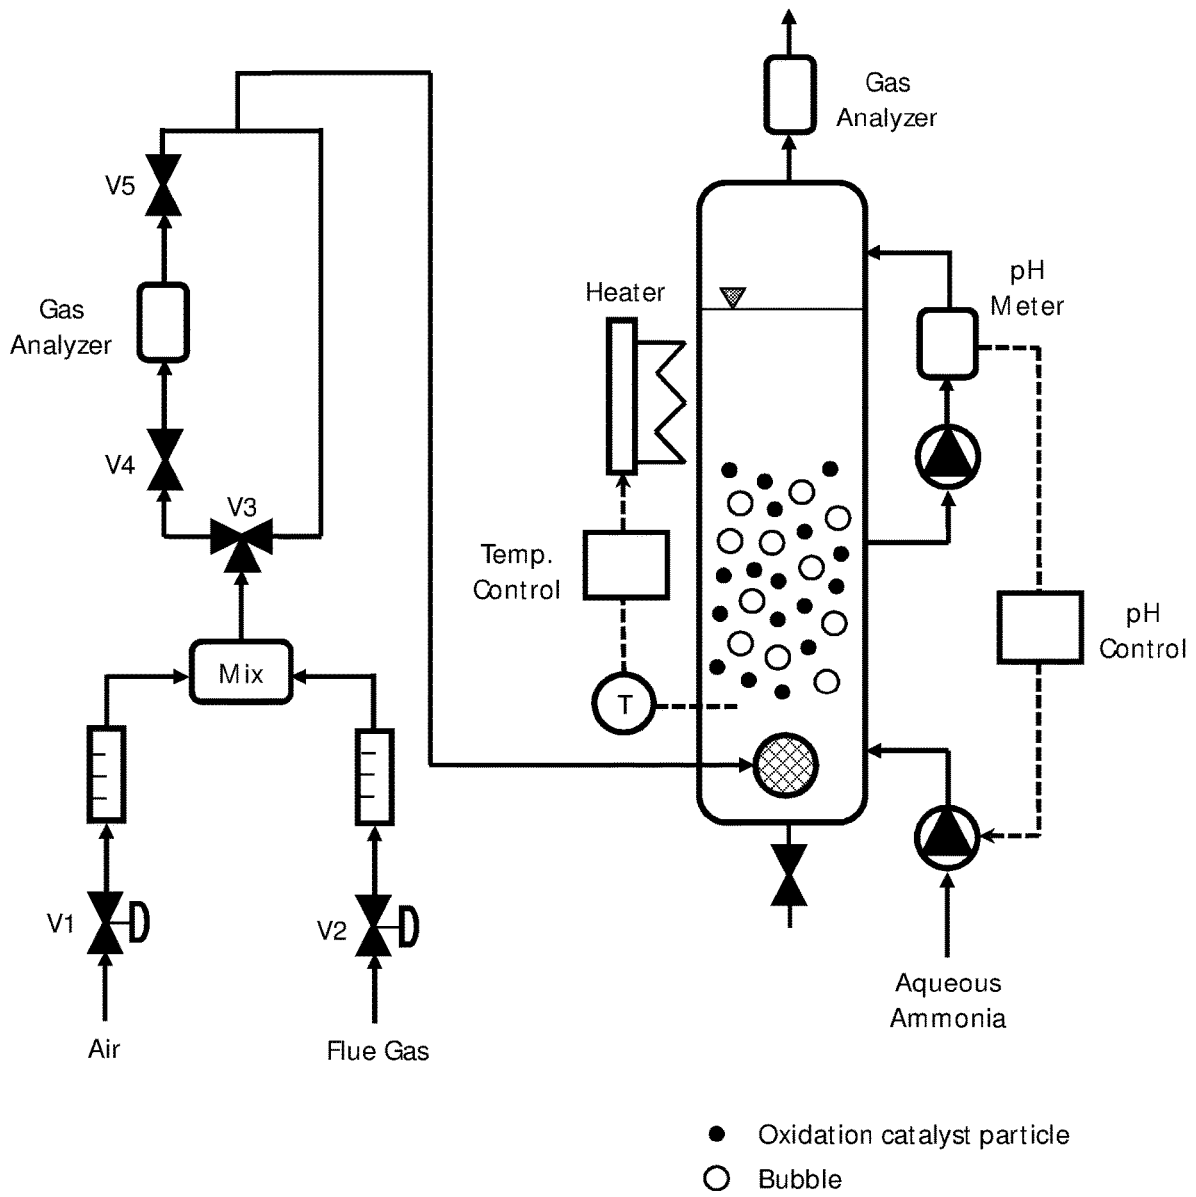 Gas
Analyzer
V5
pH
Meter
Heater
Gas
Analyzer
V4
V3
Temp.
Control
pH
Control
Mix
T
V1
V2
Aqueous
Ammonia
Air
Flue Gas
Oxidation catalyst particle
Bubble